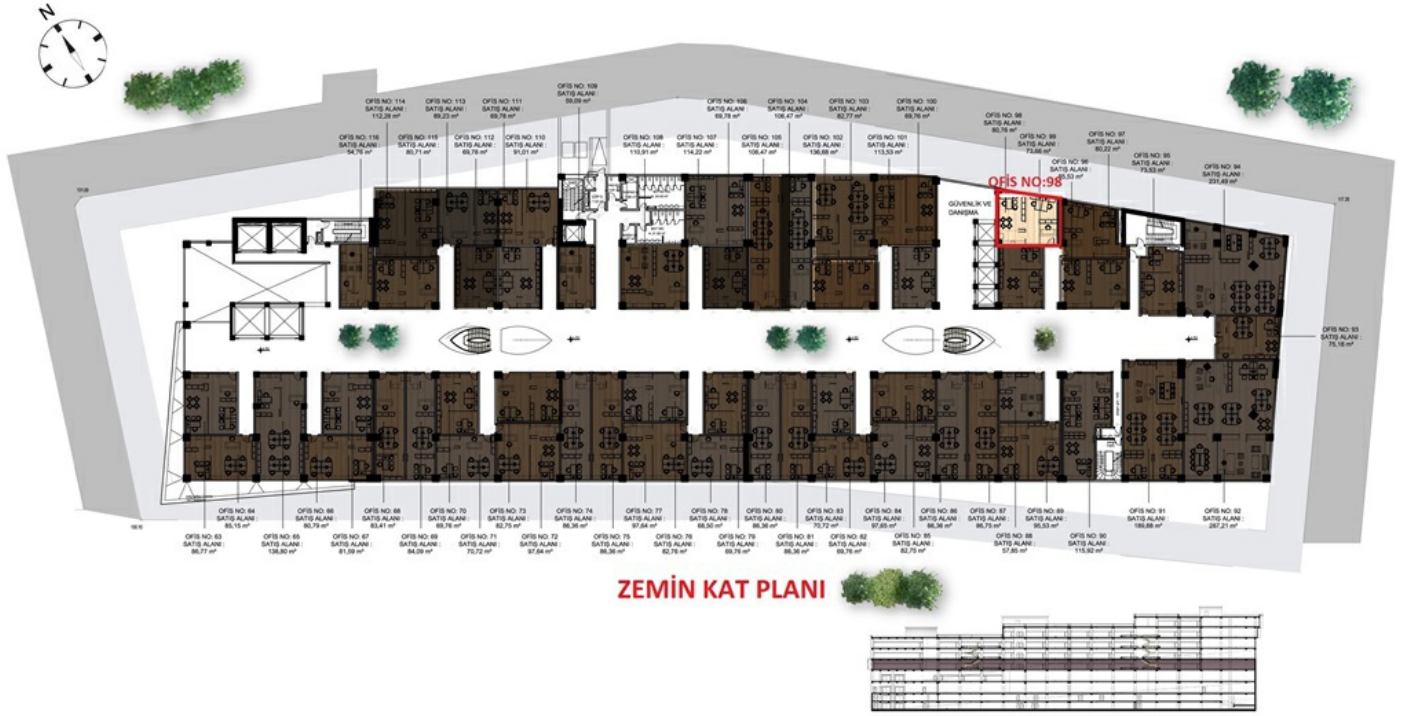 N
OFİS NO: 109
SATIŞ ALANI :
59,09 m²
OFİS NO: 114
SATIŞ ALANI :
112,28 m²
OFİS NO: 113
SATIŞ ALANI :
89,23 m²
OFİS NO: 111
SATIŞ ALANI :
69,78 m²
OFİS NO: 106
SATIŞ ALANI :
69,78 m²
OFİS NO: 104
SATIŞ ALANI :
106,47 m²
OFİS NO: 103
SATIŞ ALANI :
82,77 m²
OFİS NO: 100
SATIŞ ALANI :
69,76 m²
OFİS NO: 98
SATIŞ ALANI :
80,76 m²
OFİS NO: 116
SATIŞ ALANI :
54,76 m²
OFİS NO: 115
SATIŞ ALANI :
80,71 m²
OFİS NO: 112
SATIŞ ALANI :
69,78 m²
OFİS NO: 110
SATIŞ ALANI :
91,01 m²
OFİS NO: 108
SATIŞ ALANI :
110,91 m²
OFİS NO: 107
SATIŞ ALANI :
114,22 m²
OFİS NO: 105
SATIŞ ALANI :
106,47 m²
OFİS NO: 102
SATIŞ ALANI :
136,68 m²
OFİS NO: 101
SATIŞ ALANI :
113,53 m²
OFİS NO: 99
SATIŞ ALANI :
73,66 m²
OFİS NO: 97
SATIŞ ALANI :
80,22 m²
OFİS NO: 96
SATIŞ ALANI :
OFİS NO: 95
SATIŞ ALANI :
73,53 m²
OFİS NO: 94
SATIŞ ALANI :
231,49 m²
OFİS NO:98
GÜVENLİK VE
DANIŞMA
OFİS NO: 93
SATIŞ ALANI :
75,16 m²
OFİS NO: 64
SATIŞ ALANI :
85,15 m²
OFİS NO: 66
SATIŞ ALANI :
80,79 m²
OFİS NO: 68
SATIŞ ALANI :
83,41 m²
OFİS NO: 70
SATIŞ ALANI :
69,76 m²
OFİS NO: 73
SATIŞ ALANI :
82,75 m²
OFİS NO: 74
SATIŞ ALANI :
86,36 m²
OFİS NO: 77
SATIŞ ALANI :
97,64 m²
OFİS NO: 78
SATIŞ ALANI :
68,50 m²
OFİS NO: 80
SATIŞ ALANI :
86,36 m²
OFİS NO: 83
SATIŞ ALANI :
70,72 m²
OFİS NO: 84
SATIŞ ALANI :
97,65 m²
OFİS NO: 86
SATIŞ ALANI :
86,36 m²
OFİS NO: 87
SATIŞ ALANI :
86,75 m²
OFİS NO: 89
SATIŞ ALANI :
95,53 m²
OFİS NO: 91
SATIŞ ALANI :
189,88 m²
OFİS NO: 92
SATIŞ ALANI :
267,21 m²
OFİS NO: 63
SATIŞ ALANI :
86,77 m²
OFİS NO: 65
SATIŞ ALANI :
138,80 m²
OFİS NO: 67
SATIŞ ALANI :
81,59 m²
OFİS NO: 69
SATIŞ ALANI :
84,09 m²
OFİS NO: 71
SATIŞ ALANI :
70,72 m²
OFİS NO: 72
SATIŞ ALANI :
97,64 m²
OFİS NO: 75
SATIŞ ALANI :
86,36 m²
OFİS NO: 76
SATIŞ ALANI :
82,76 m²
OFİS NO: 79
SATIŞ ALANI :
69,76 m²
OFİS NO: 81
SATIŞ ALANI :
86,36 m²
OFİS NO: 82
SATIŞ ALANI :
69,76 m²
OFİS NO: 85
SATIŞ ALANI :
82,75 m²
OFİS NO: 88
SATIŞ ALANI :
57,85 m²
OFİS NO: 90
SATIŞ ALANI :
115,92 m²
ZEMİN KAT PLANI